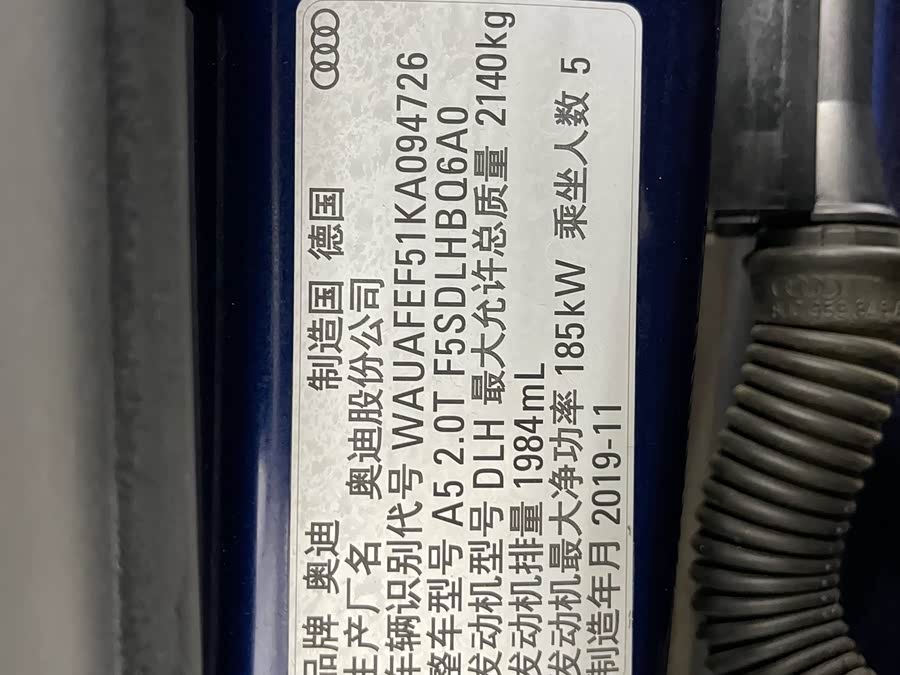 品牌 奥迪 制造国 德国
生产厂名 奥迪股份公司
车辆识别代号 WAUAFEF51KA094726
整车型号 A5 2.0T F5SDLHBQ6A0
发动机型号 DLH 最大允许总质量 2140kg
发动机排量 1984mL
发动机最大净功率 185kW 乘坐人数 5
制造年月 2019-11